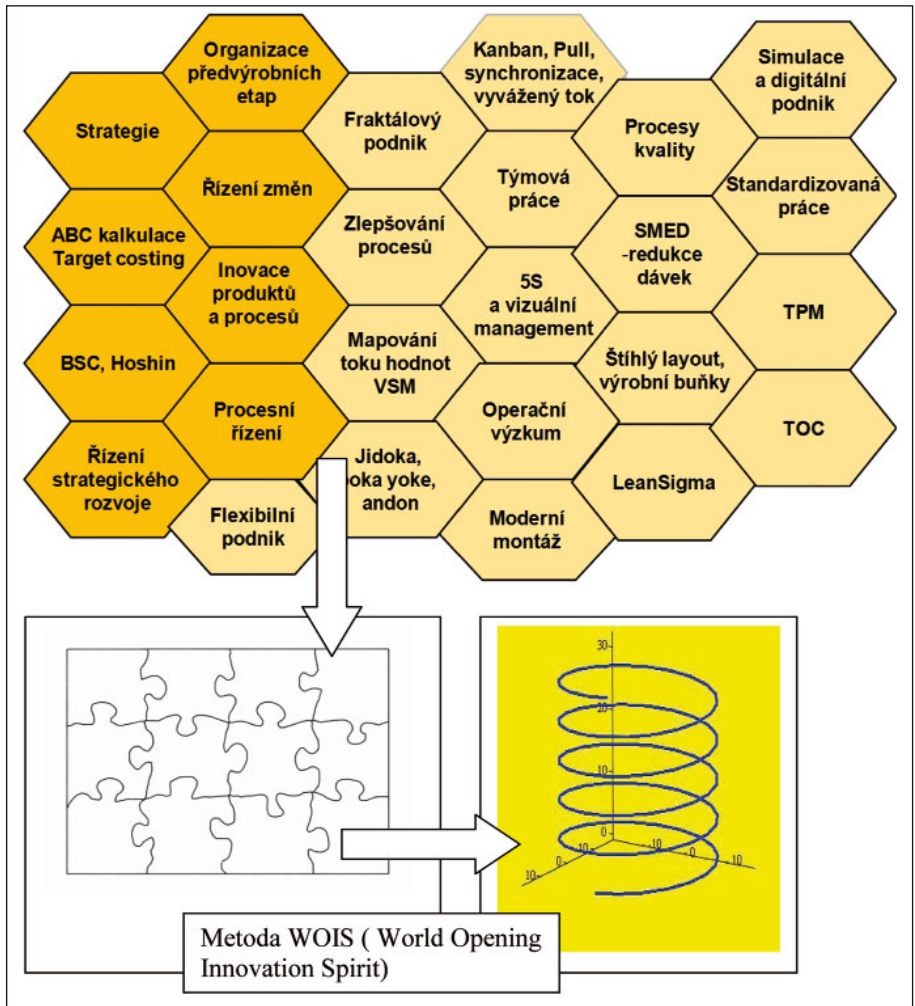 Organizace
předvýrobních
etap
Kanban, Pull,
synchronizace,
vyvážený tok
Simulace
a digitální
podnik
Strategie
Fraktálový
podnik
Procesy
kvality
Řízení změn
Týmová
práce
Standardizovaná
práce
ABC kalkulace
Target costing
Zlepšování
procesů
SMED
-redukce
dávek
Inovace
produktů
a procesů
5S
a vizuální
management
TPM
BSC, Hoshin
Mapování
toku hodnot
VSM
Štíhlý layout,
výrobní buňky
Procesní
řízení
Operační
výzkum
TOC
Řízení
strategického
rozvoje
Jidoka,
oka yoke,
andon
LeanSigma
Flexibilní
podnik
Moderní
montáž
30
20
10
0
10
0
-10
-10
0
10
Metoda WOIS ( World Opening
Innovation Spirit)